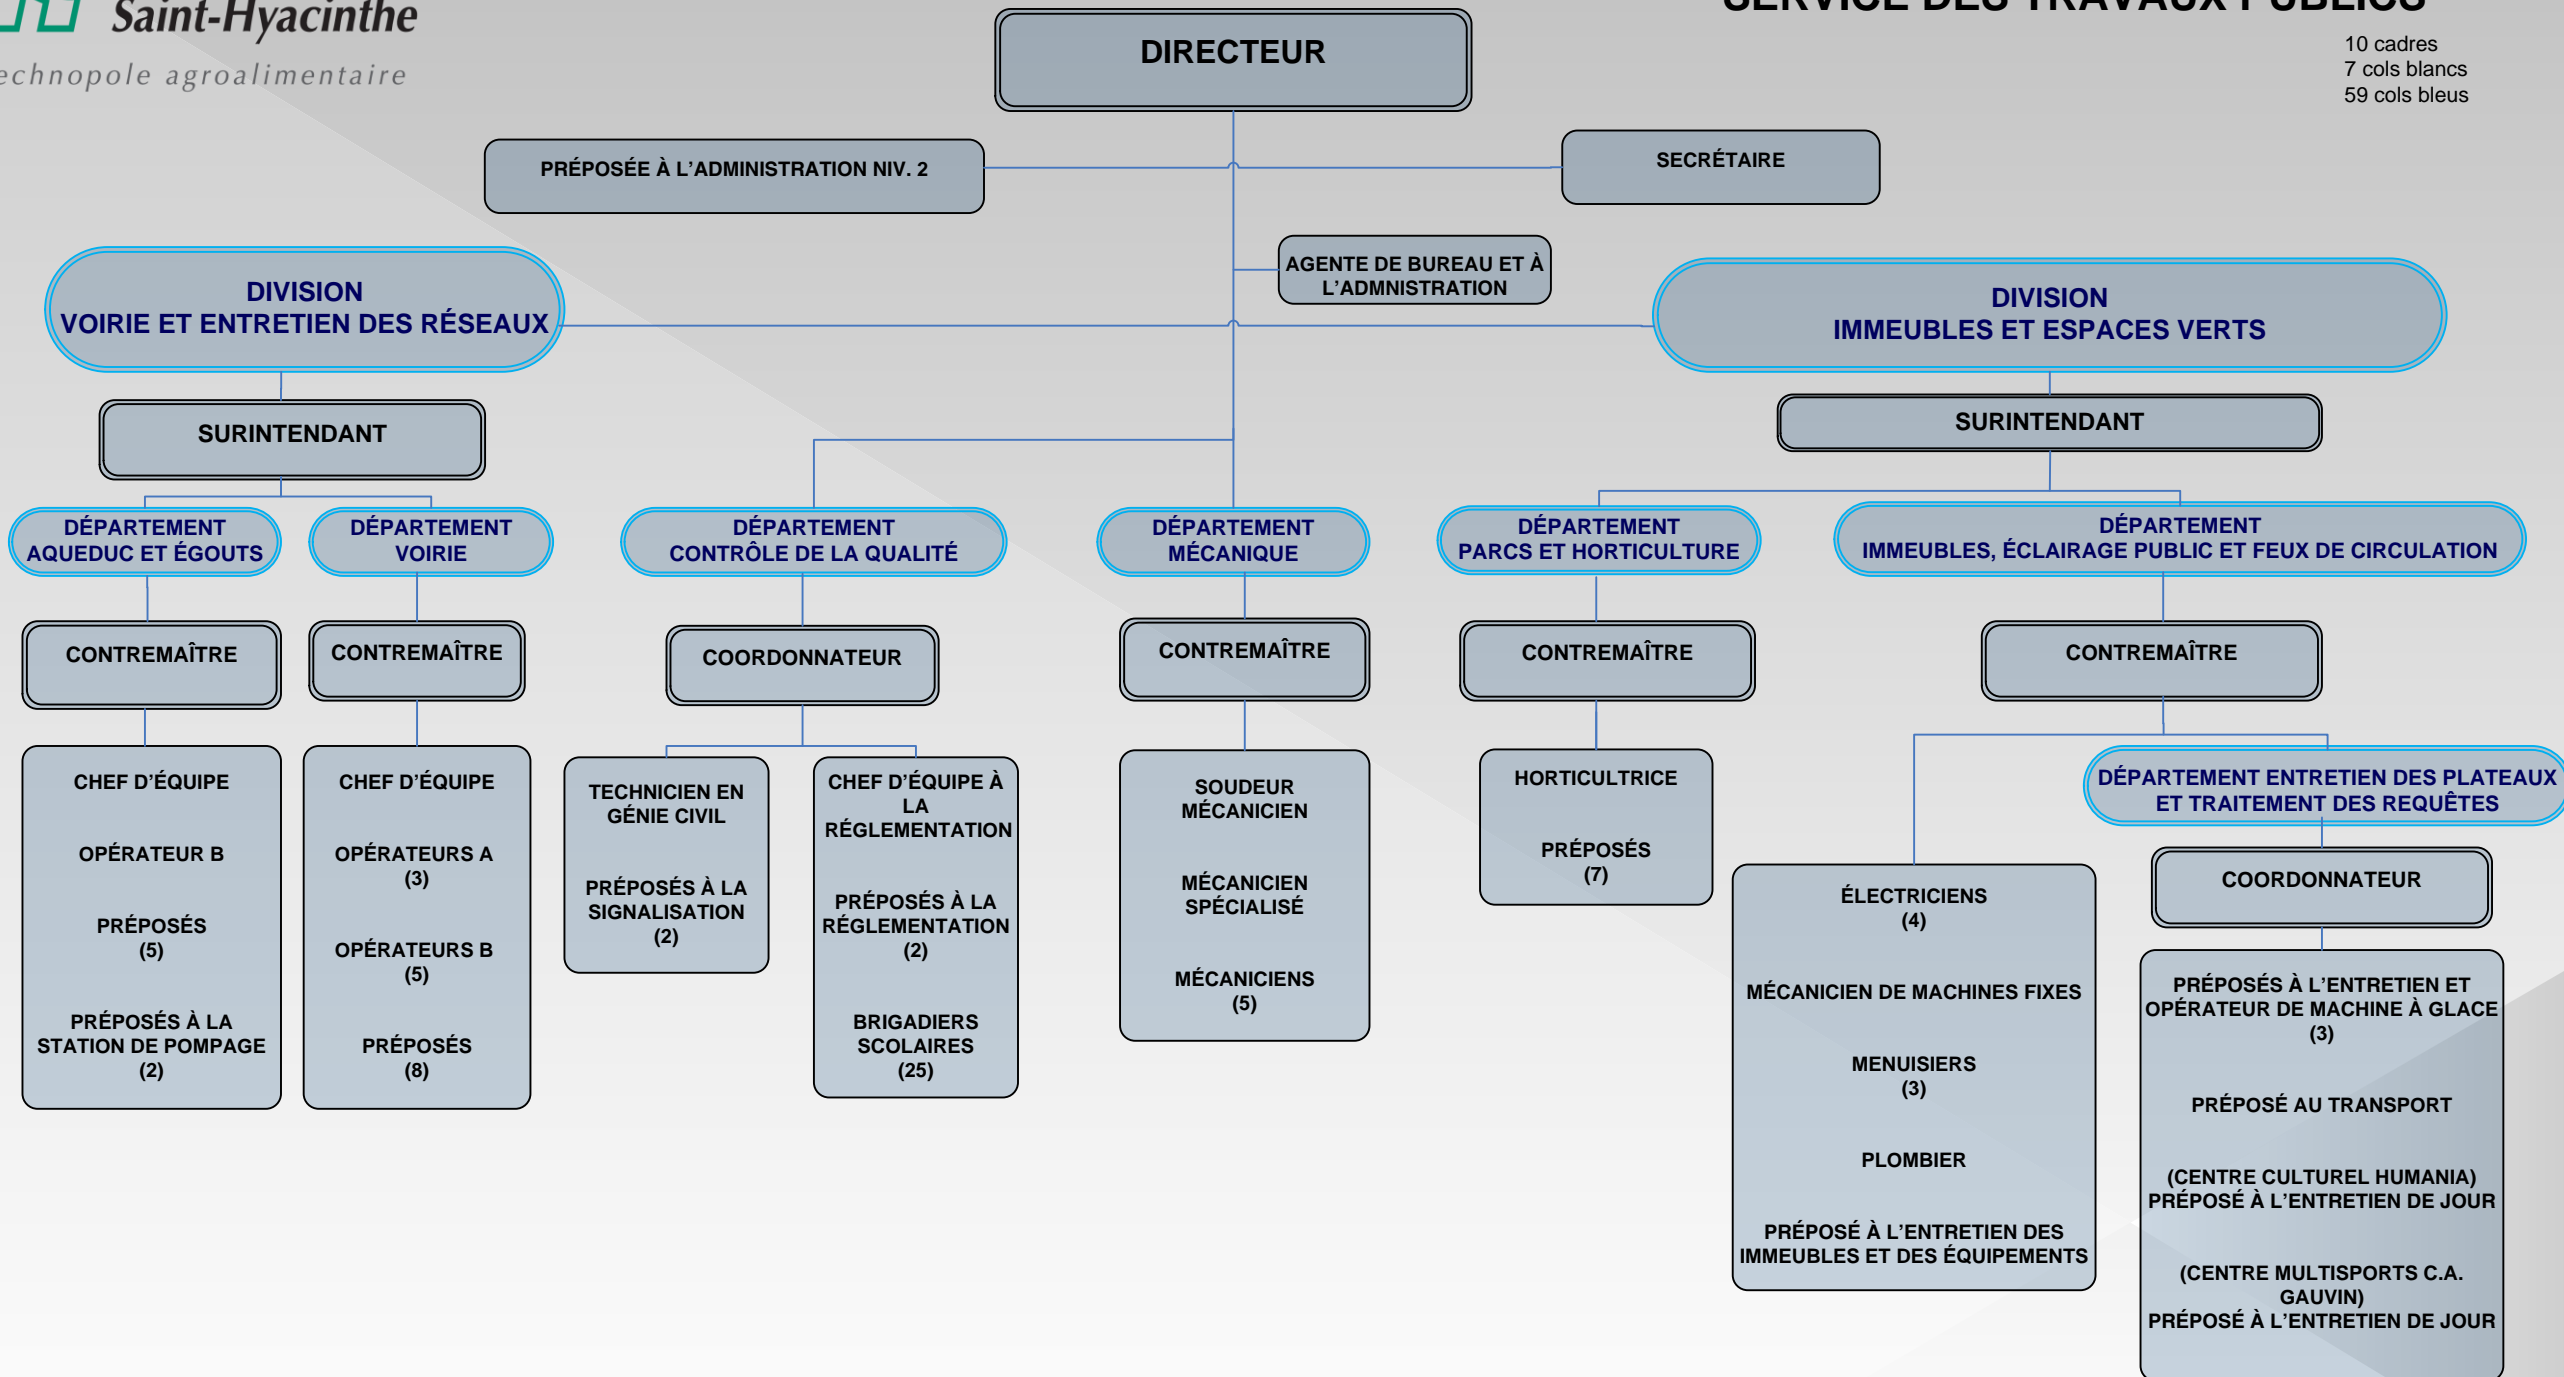 Saint-Hyacinthe
echnopole agroalimentaire
SERVICE DES TRAVAUX PUBLICS
10 cadres
7 cols blancs
59 cols bleus
DIRECTEUR
PRÉPOSÉE À L'ADMINISTRATION NIV. 2
SECRÉTAIRE
AGENTE DE BUREAU ET À
L'ADMNISTRATION
DIVISION
VOIRIE ET ENTRETIEN DES RÉSEAUX
DIVISION
IMMEUBLES ET ESPACES VERTS
SURINTENDANT
SURINTENDANT
DÉPARTEMENT
AQUEDUC ET ÉGOUTS
DÉPARTEMENT
VOIRIE
DÉPARTEMENT
CONTRÔLE DE LA QUALITÉ
DÉPARTEMENT
MÉCANIQUE
DÉPARTEMENT
PARCS ET HORTICULTURE
DÉPARTEMENT
IMMEUBLES, ÉCLAIRAGE PUBLIC ET FEUX DE CIRCULATION
CONTREMAÎTRE
CONTREMAÎTRE
COORDONNATEUR
CONTREMAÎTRE
CONTREMAÎTRE
CONTREMAÎTRE
CHEF D'ÉQUIPE
OPÉRATEUR B
PRÉPOSÉS
(5)
PRÉPOSÉS À LA
STATION DE POMPAGE
(2)
CHEF D'ÉQUIPE
OPÉRATEURS A
(3)
OPÉRATEURS B
(5)
PRÉPOSÉS
(8)
TECHNICIEN EN
GÉNIE CIVIL
PRÉPOSÉS À LA
SIGNALISATION
(2)
CHEF D'ÉQUIPE À
LA
RÉGLEMENTATION
PRÉPOSÉS À LA
RÉGLEMENTATION
(2)
BRIGADIERS
SCOLAIRES
(25)
SOUDEUR
MÉCANICIEN
MÉCANICIEN
SPÉCIALISÉ
MÉCANICIENS
(5)
HORTICULTRICE
PRÉPOSÉS
(7)
ÉLECTRICIENS
(4)
MÉCANICIEN DE MACHINES FIXES
MENUISIERS
(3)
PLOMBIER
PRÉPOSÉ À L'ENTRETIEN DES
IMMEUBLES ET DES ÉQUIPEMENTS
DÉPARTEMENT ENTRETIEN DES PLATEAUX
ET TRAITEMENT DES REQUÊTES
COORDONNATEUR
PRÉPOSÉS À L'ENTRETIEN ET
OPÉRATEUR DE MACHINE À GLACE
(3)
PRÉPOSÉ AU TRANSPORT
(CENTRE CULTUREL HUMANIA)
PRÉPOSÉ À L'ENTRETIEN DE JOUR
(CENTRE MULTISPORTS C.A.
GAUVIN)
PRÉPOSÉ À L'ENTRETIEN DE JOUR